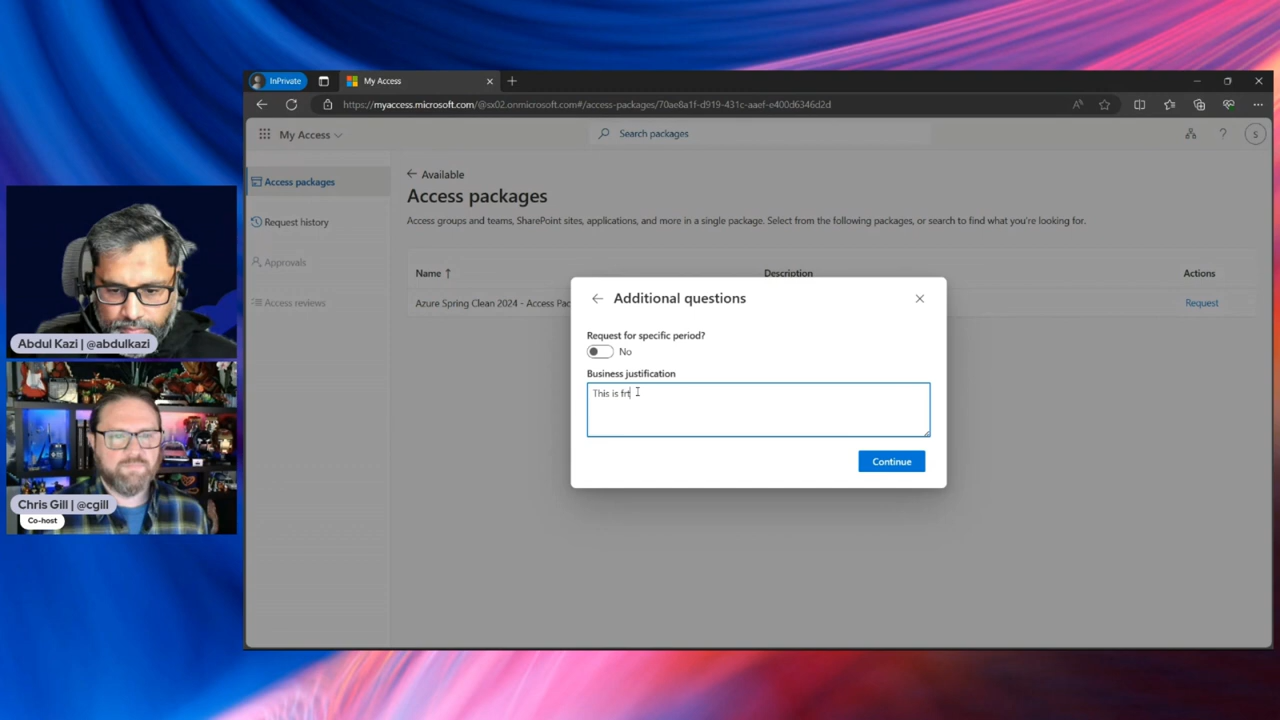 InPrivate
My Access
https://myaccess.microsoft.com/@sx02.onmicrosoft.com#/access-packages/70ae8a1f-d919-431c-aaef-e400d6346d2d
My Access
Search packages
S
Access packages
Request history
Approvals
Access reviews
Available
Access packages
Access groups and teams, SharePoint sites, applications, and more in a single package. Select from the following packages, or search to find what you're looking for.
Name ↑
Description
Actions
Azure Spring Clean 2024 - Access Pac
Request
Additional questions
Request for specific period?
No
Business justification
This is frt
Continue
Abdul Kazi | @abdulkazi
Chris Gill | @cgill
Co-host